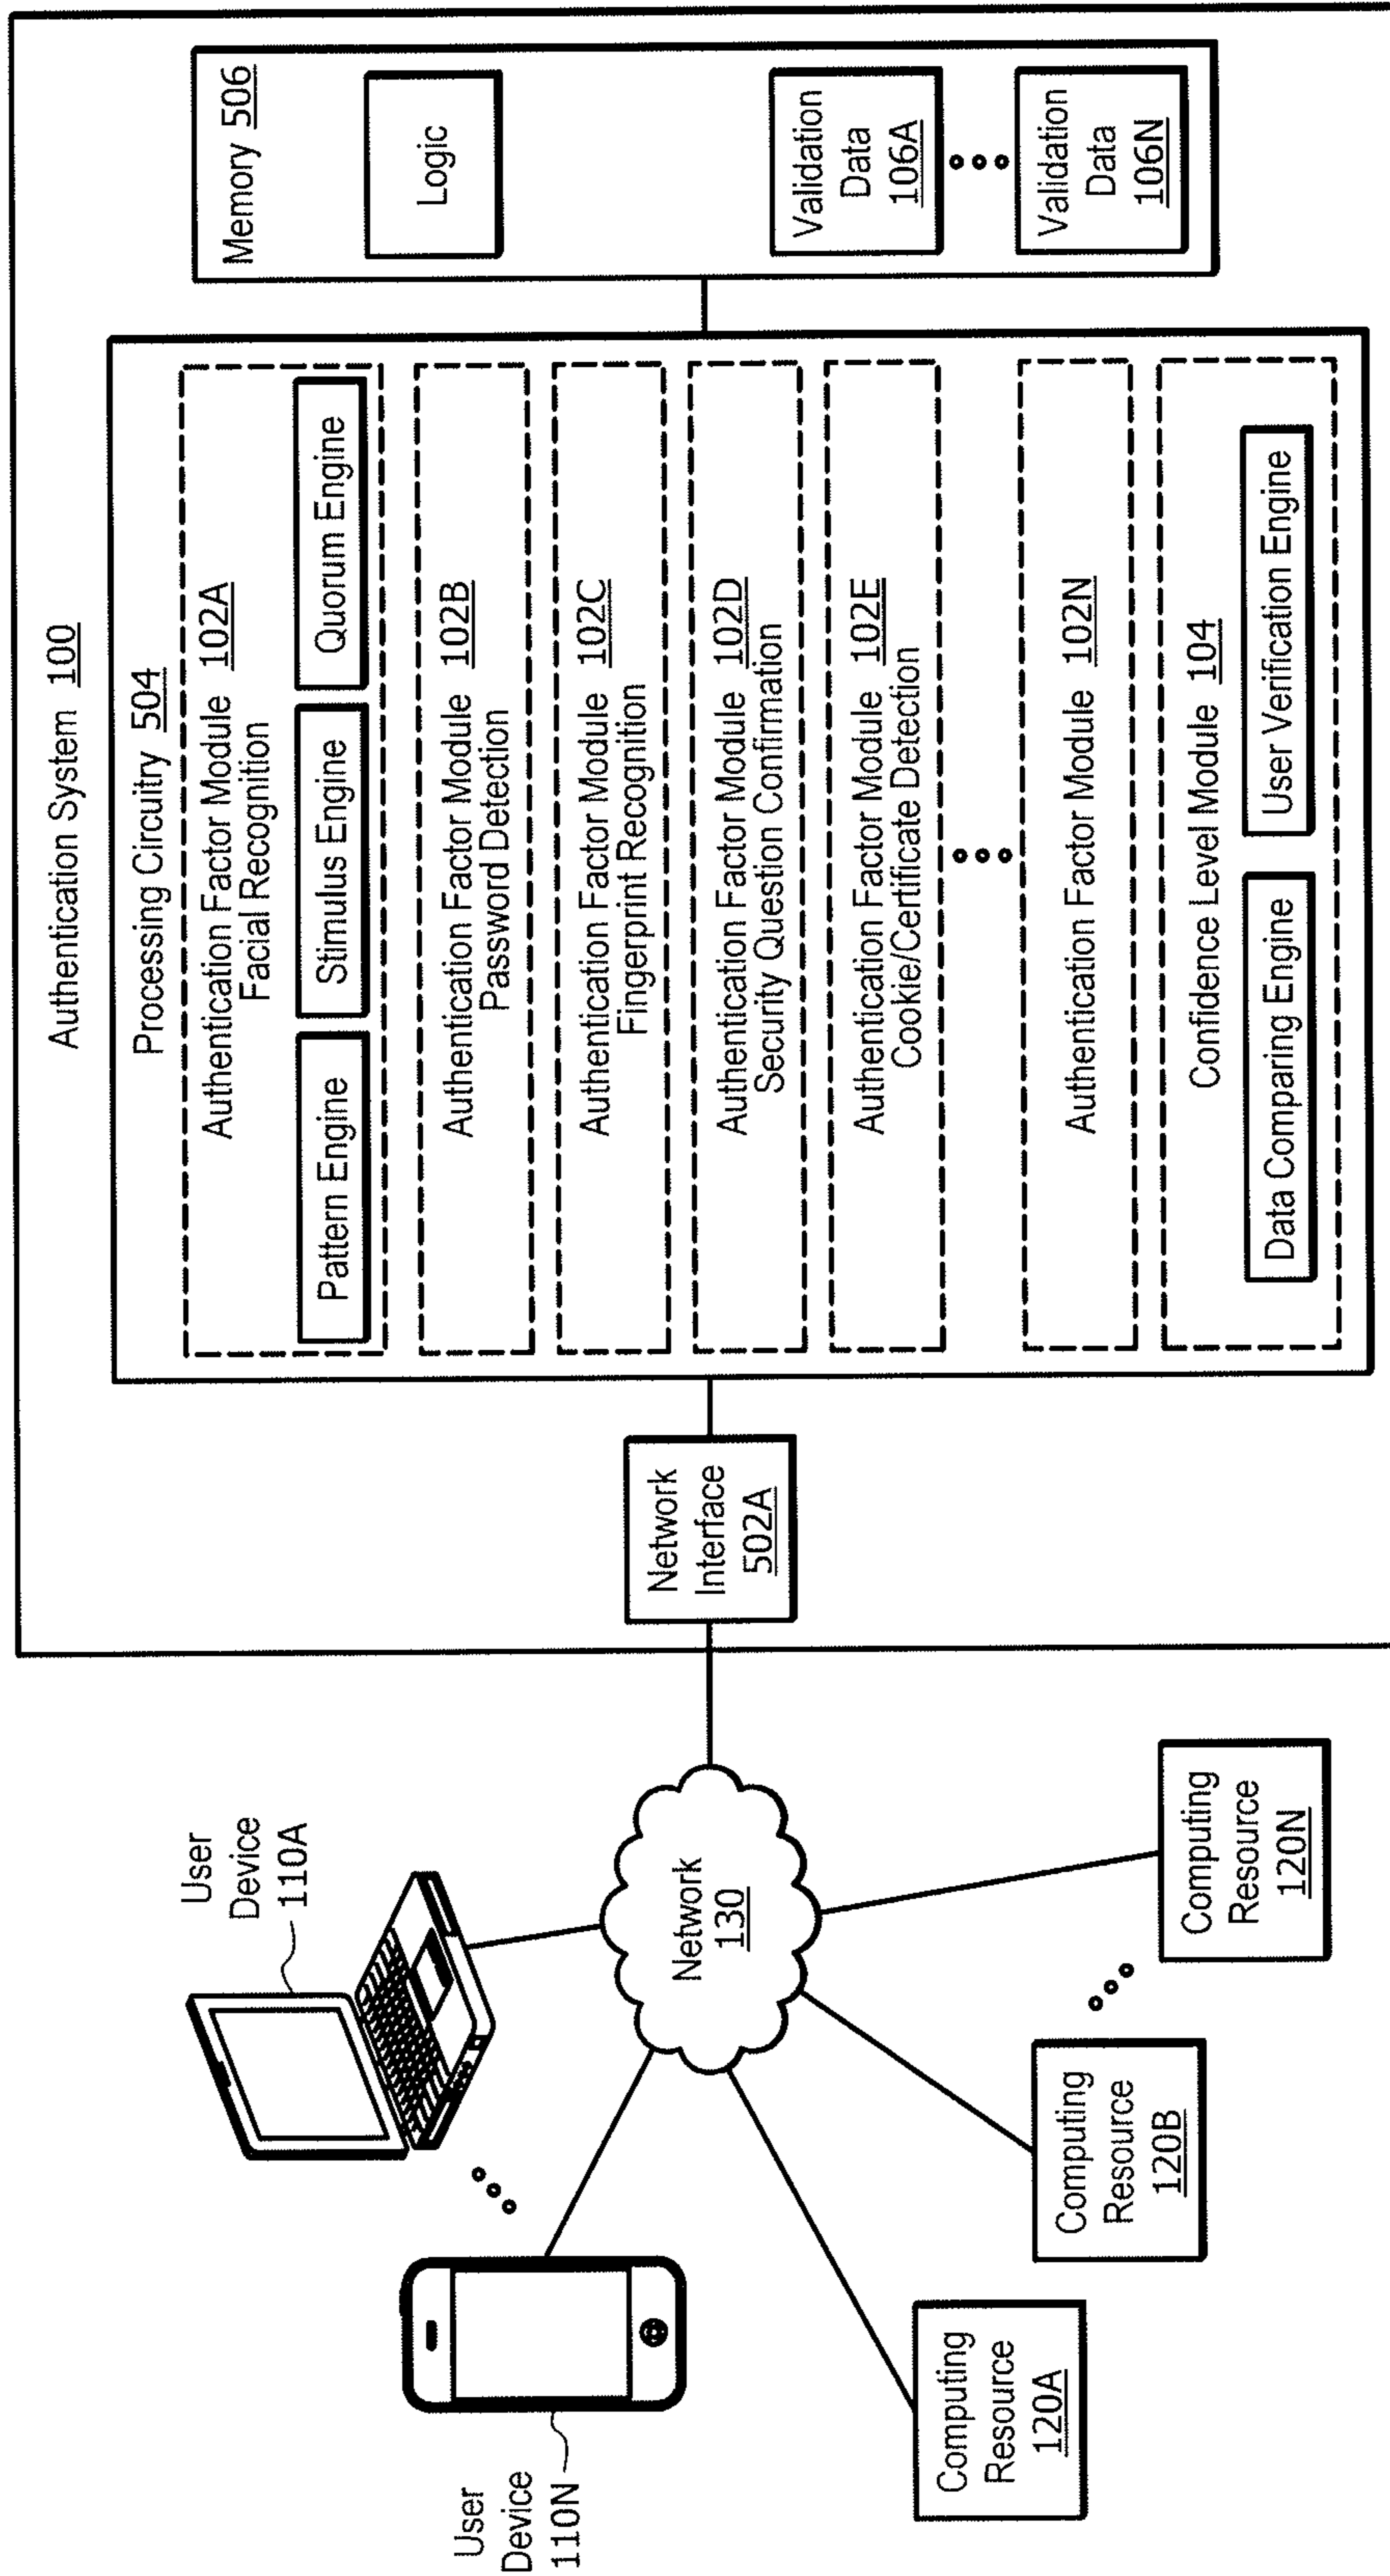 Authentication System 100
Processing Circuitry 504
Authentication Factor Module 102A
Facial Recognition
Pattern Engine
Stimulus Engine
Quorum Engine
Authentication Factor Module 102B
Password Detection
Authentication Factor Module 102C
Fingerprint Recognition
Authentication Factor Module 102D
Security Question Confirmation
Authentication Factor Module 102E
Cookie/Certificate Detection
Authentication Factor Module 102N
Confidence Level Module 104
Data Comparing Engine
User Verification Engine
Memory 506
Logic
Validation
Data
106A
Validation
Data
106N
Network
Interface
502A
User
Device
110A
User
Device
110N
Network
130
Computing
Resource
120A
Computing
Resource
120B
Computing
Resource
120N